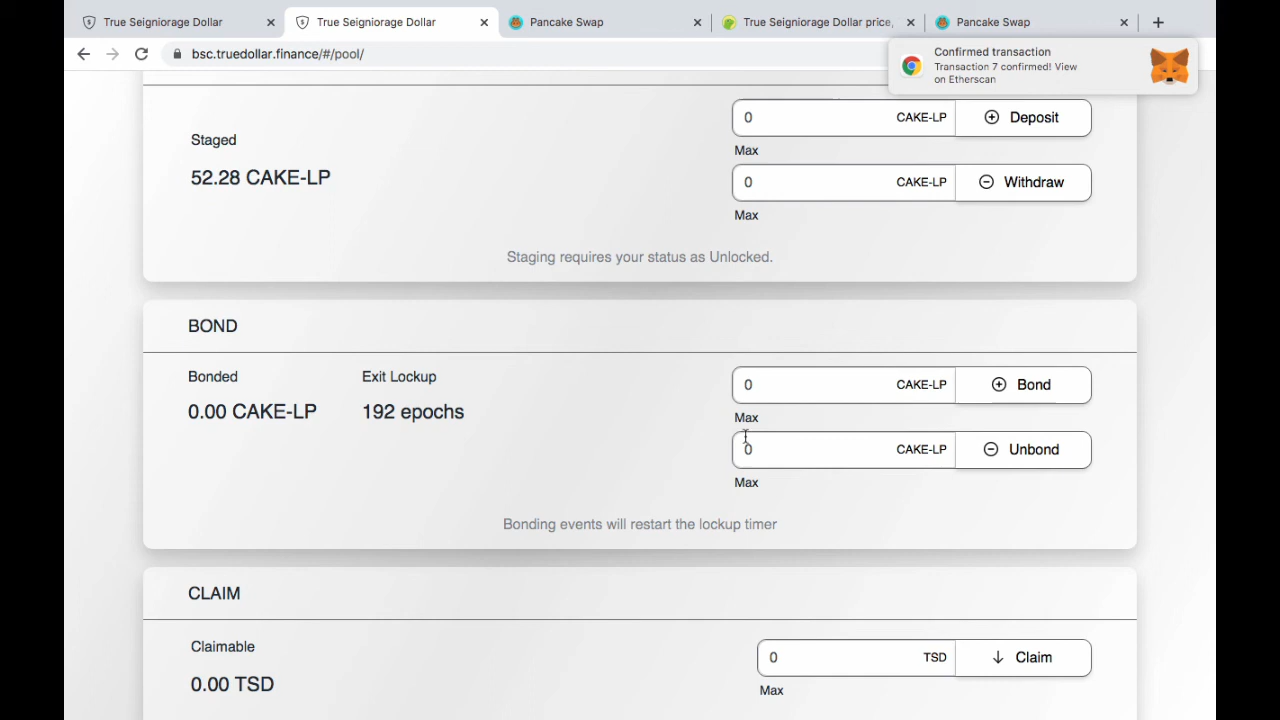 True Seigniorage Dollar
True Seigniorage Dollar
Pancake Swap
True Seigniorage Dollar price,
Pancake Swap
bsc.truedollar.finance/#/pool/
Confirmed transaction
Transaction 7 confirmed! View
on Etherscan
0 CAKE-LP Deposit
Max
Staged
52.28 CAKE-LP
0 CAKE-LP Withdraw
Max
Staging requires your status as Unlocked.
BOND
Bonded Exit Lockup
0.00 CAKE-LP 192 epochs
0 CAKE-LP Bond
Max
0 CAKE-LP Unbond
Max
Bonding events will restart the lockup timer
CLAIM
Claimable
0.00 TSD
0 TSD Claim
Max